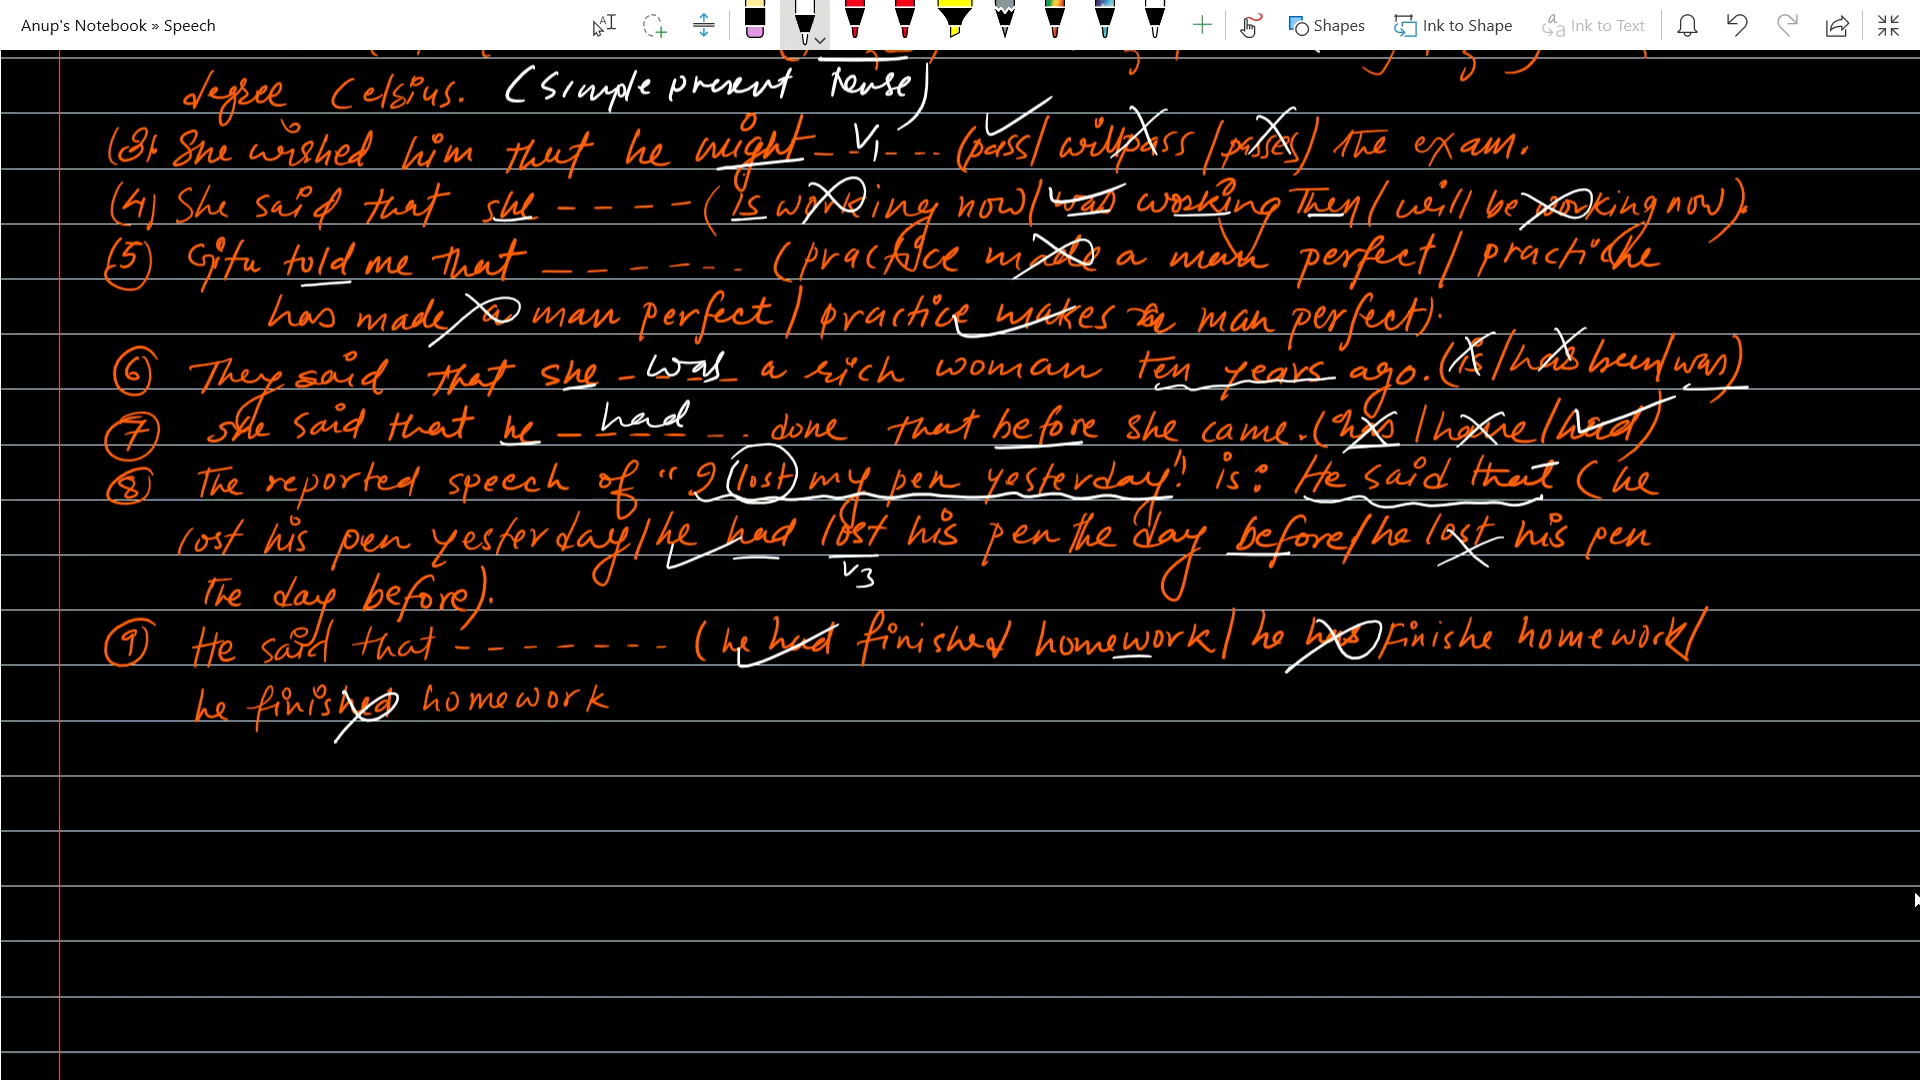 Anup's Notebook » Speech
Shapes Ink to Shape Ink to Text
degree Celsius. (simple present tense)
(3). She wished him that he might - V1 - - - (pass/ will pass / passes) the exam.
(4) She said that she - - - - (is working now/ was working then/ will be working now).
(5) Gita told me that - - - - - - - (practice made a man perfect/ practice
has made a man perfect/ practice makes a man perfect).
(6) They said that she - was - a rich woman ten years ago. (is/has been/was)
(7) she said that he - had - - done that before she came. (has / have / had)
(8) The reported speech of "I lost my pen yesterday" is: He said that (he
lost his pen yesterday/he had lost his pen the day before/he lost his pen
V3
the day before).
(9) He said that - - - - - - - - (he had finished homework/ he has finishe homework/
he finished homework